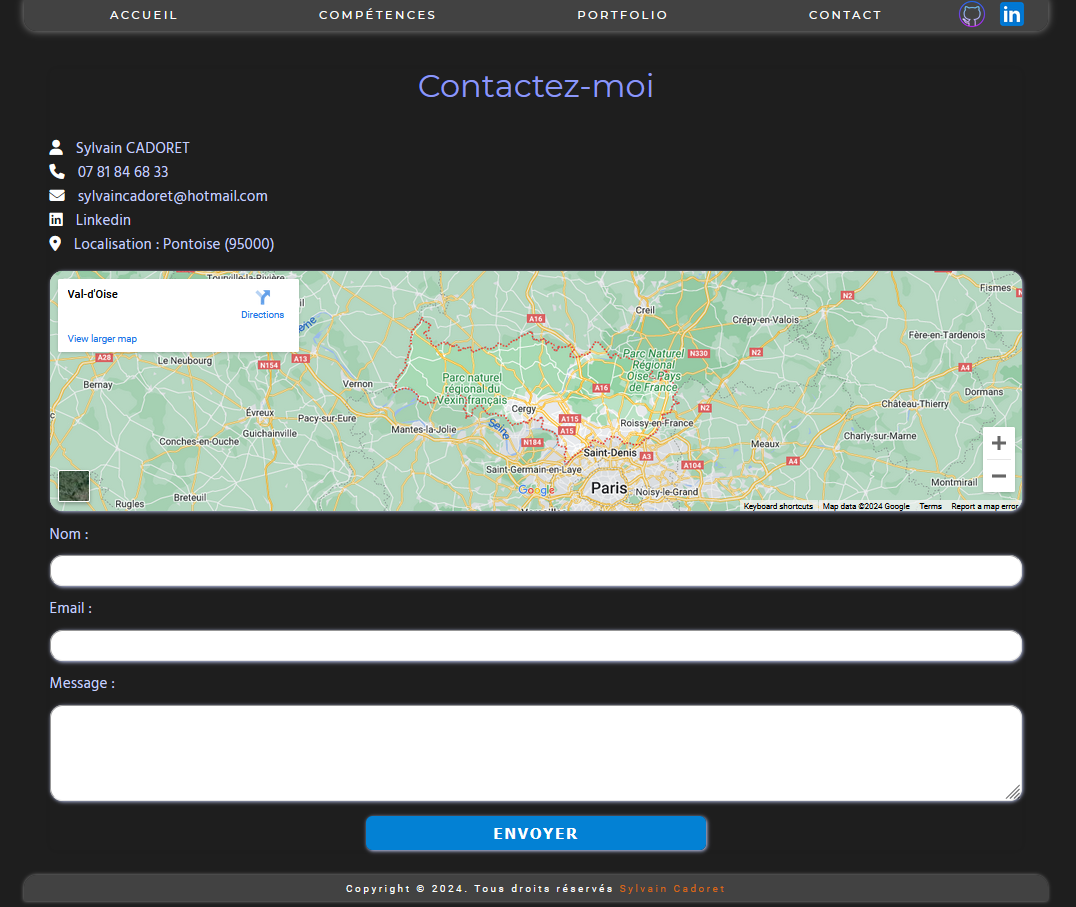 ACCUEIL COMPÉTENCES PORTFOLIO CONTACT in
Contactez-moi
Sylvain CADORET
07 81 84 68 33
sylvaincadoret@hotmail.com
in Linkedin
Localisation : Pontoise (95000)
Val-d'Oise
Directions
View larger map
Tourville-la-Rivière
N2
Fismes
Creil
A16
Crépy-en-Valois
Fère-en-Tardenois
A28
Le Neubourg
N154
A13
Parc Naturel
Régional
Oise-Pays
de France
N330
N2
A4
Bernay
Vernon
Parc naturel
régional du
Vexin français
A16
Dormans
Évreux
Pacy-sur-Eure
Cergy
N2
Château-Thierry
Guichainville
Mantes-la-Jolie
Seine
A115
A15
Roissy-en-France
Conches-en-Ouche
N184
Meaux
Charly-sur-Marne
Saint-Denis
A3
A104
A4
Saint-Germain-en-Laye
Montmirail
Rugles
Breteuil
Google
Paris
Noisy-le-Grand
Keyboard shortcuts Map data ©2024 Google Terms Report a map error
Nom :
Email :
Message :
ENVOYER
Copyright © 2024. Tous droits réservés Sylvain Cadoret